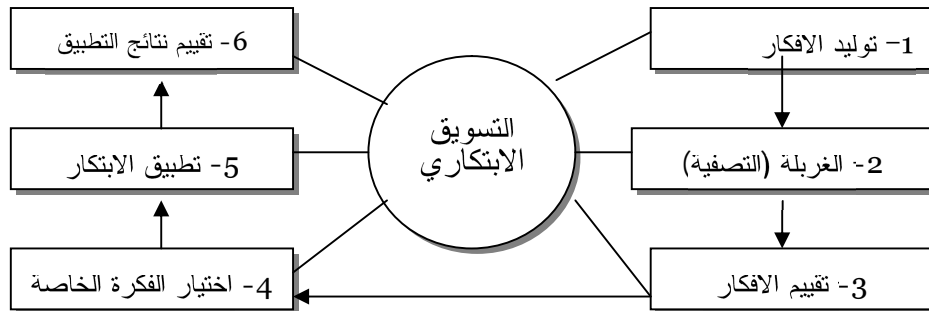 1- توليد الافكار
2- الغربلة (التصفية)
3- تقييم الافكار
4- اختيار الفكرة الخاصة
5- تطبيق الابتكار
6- تقييم نتائج التطبيق
التسويق
الابتكاري